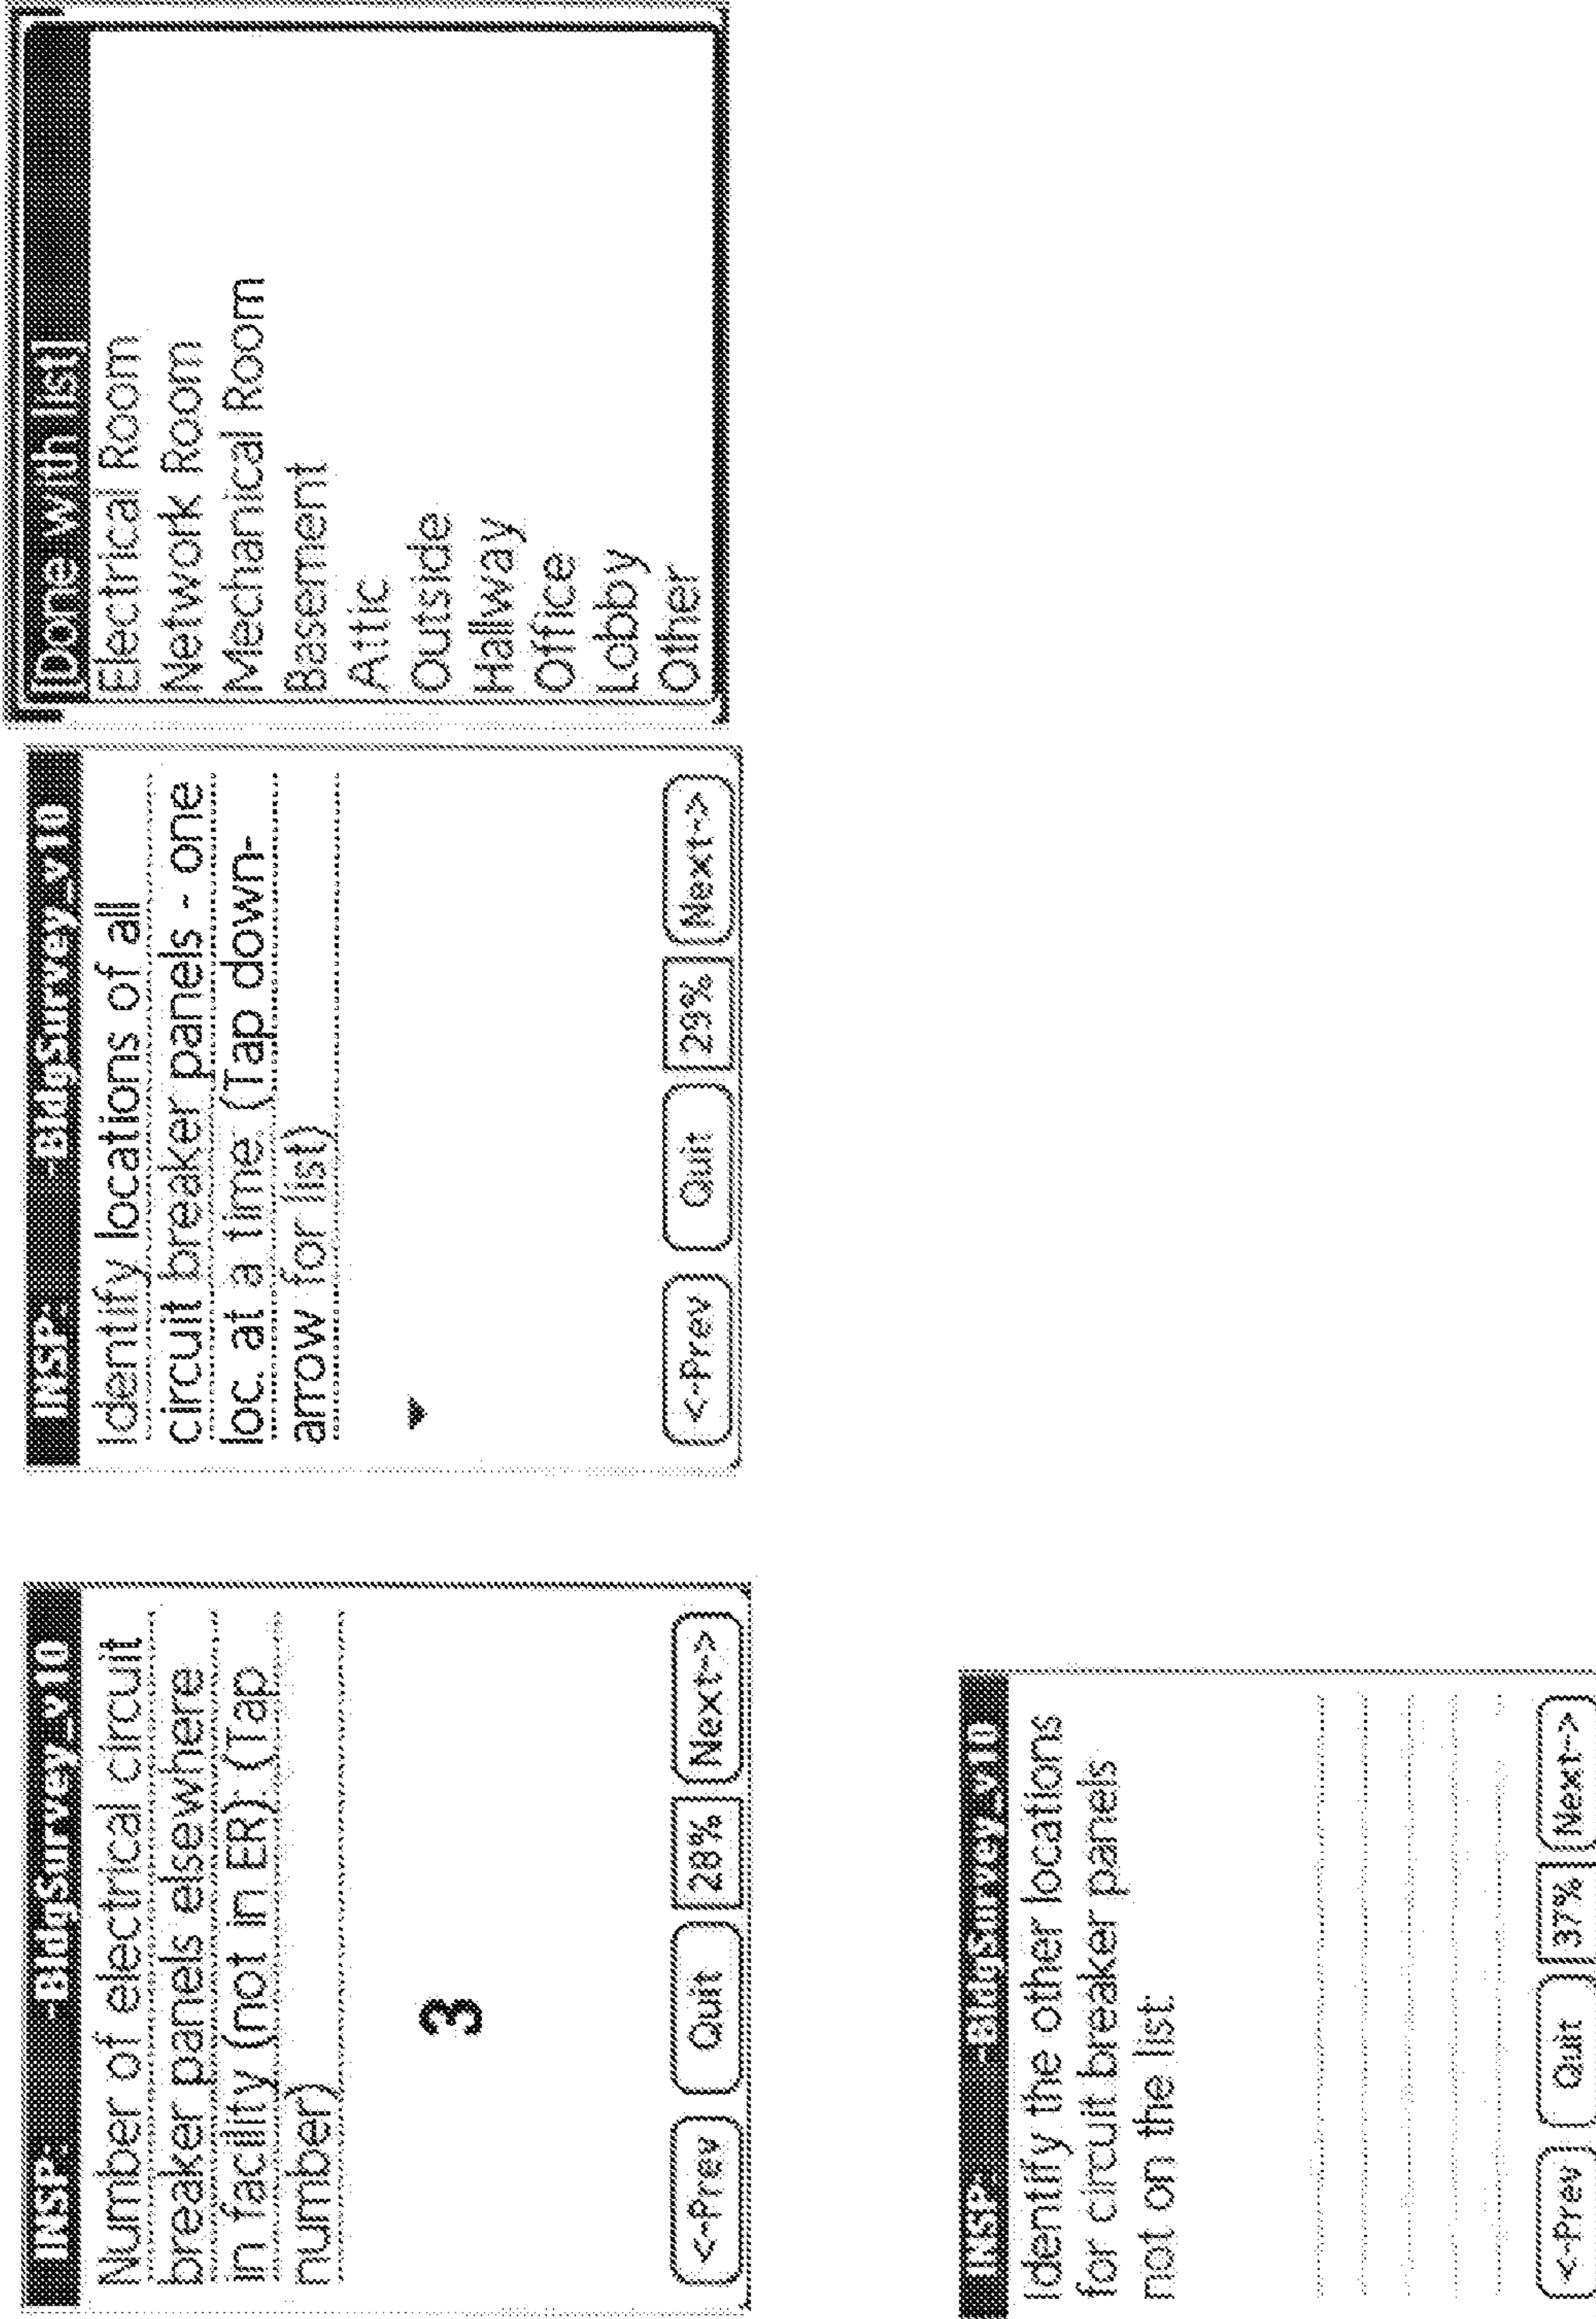 INSP- -BldgSurvey_v10
Number of electrical circuit
breaker panels elsewhere
in facility (not in ER) (Tap
number)
3
<-Prev Quit 28% Next->
INSP- -BldgSurvey_v10
Identify locations of all
circuit breaker panels - one
loc. at a time (Tap down-
arrow for list)
<-Prev Quit 29% Next->
[Done with list]
Electrical Room
Network Room
Mechanical Room
Basement
Attic
Outside
Hallway
Office
Lobby
Other
INSP- -BldgSurvey_v10
Identify the other locations
for circuit breaker panels
not on the list:
<-Prev Quit 37% Next->